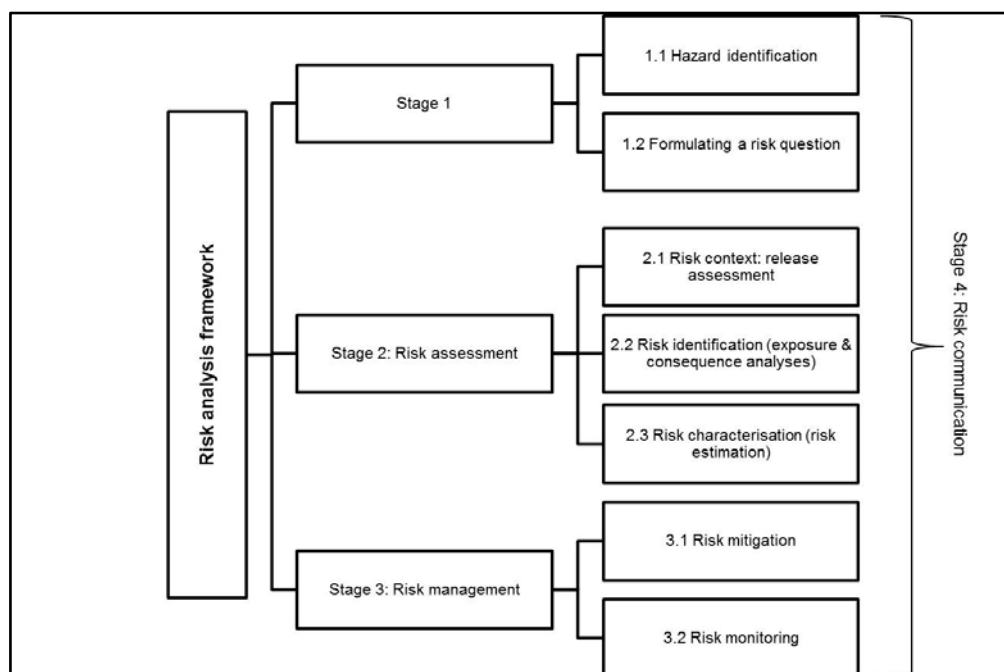 Risk analysis framework
Stage 1
1.1 Hazard identification
1.2 Formulating a risk question
Stage 2: Risk assessment
2.1 Risk context: release
assessment
2.2 Risk identification (exposure &
consequence analyses)
2.3 Risk characterisation (risk
estimation)
Stage 3: Risk management
3.1 Risk mitigation
3.2 Risk monitoring
Stage 4: Risk communication